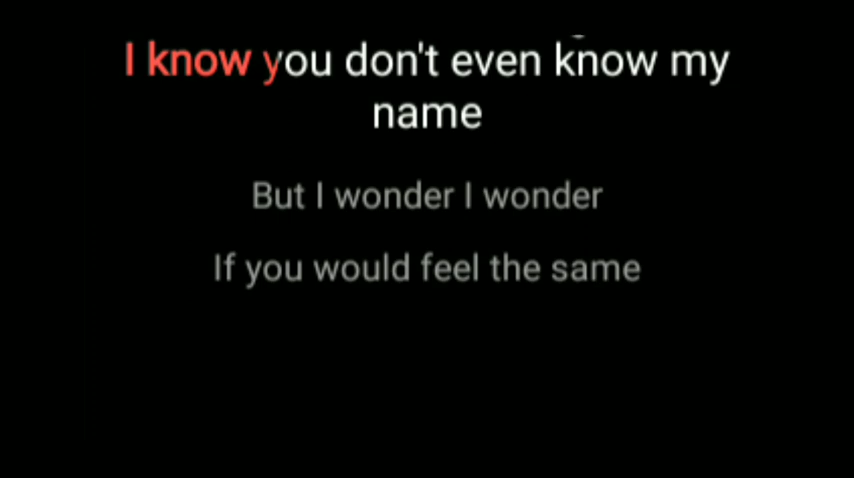 I know you don't even know my
name
But I wonder I wonder
If you would feel the same